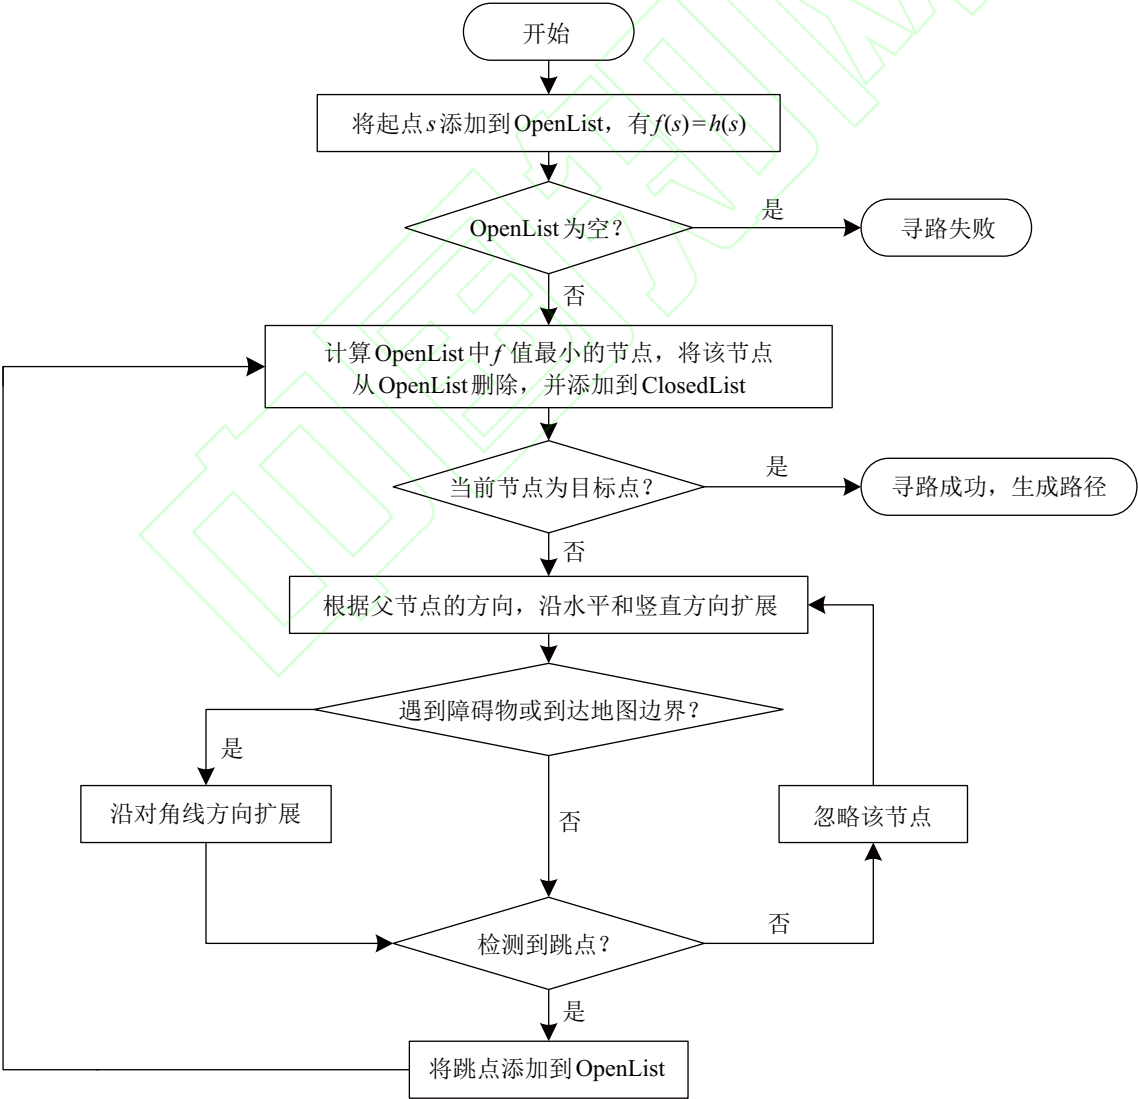 开始
将起点s添加到OpenList，有f(s)=h(s)
OpenList为空？
是
寻路失败
否
计算OpenList中f 值最小的节点，将该节点
从OpenList删除，并添加到ClosedList
当前节点为目标点？
是
寻路成功，生成路径
否
根据父节点的方向，沿水平和竖直方向扩展
遇到障碍物或到达地图边界？
是
沿对角线方向扩展
否
忽略该节点
检测到跳点？
否
是
将跳点添加到OpenList